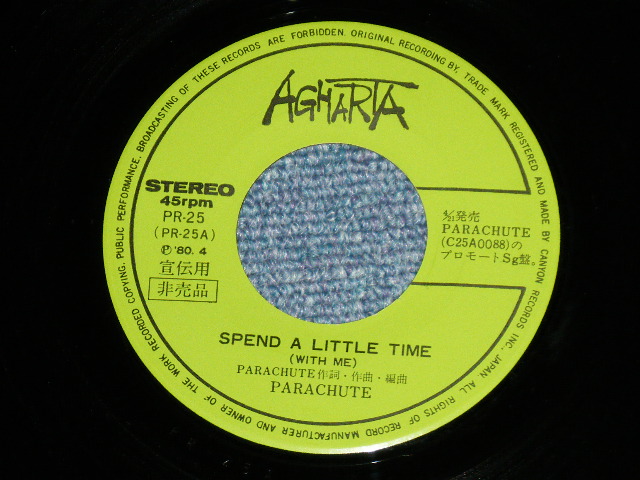 AGHARTA
STEREO
45rpm
PR-25
(PR-25A)
℗'80. 4
宣伝用
非売品
発売
PARACHUTE
(C25A0088)の
プロモートSg盤。
SPEND A LITTLE TIME
(WITH ME)
PARACHUTE作詞・作曲・編曲
PARACHUTE
ALL RIGHTS OF RECORD MANUFACTURER AND OWNER OF THE WORK RECORDED COPYING, PUBLIC PERFORMANCE, BROADCASTING OF THESE RECORDS ARE FORBIDDEN. ORIGINAL RECORDING BY, TRADE MARK REGISTERED AND MADE BY CANYON RECORDS INC. JAPAN